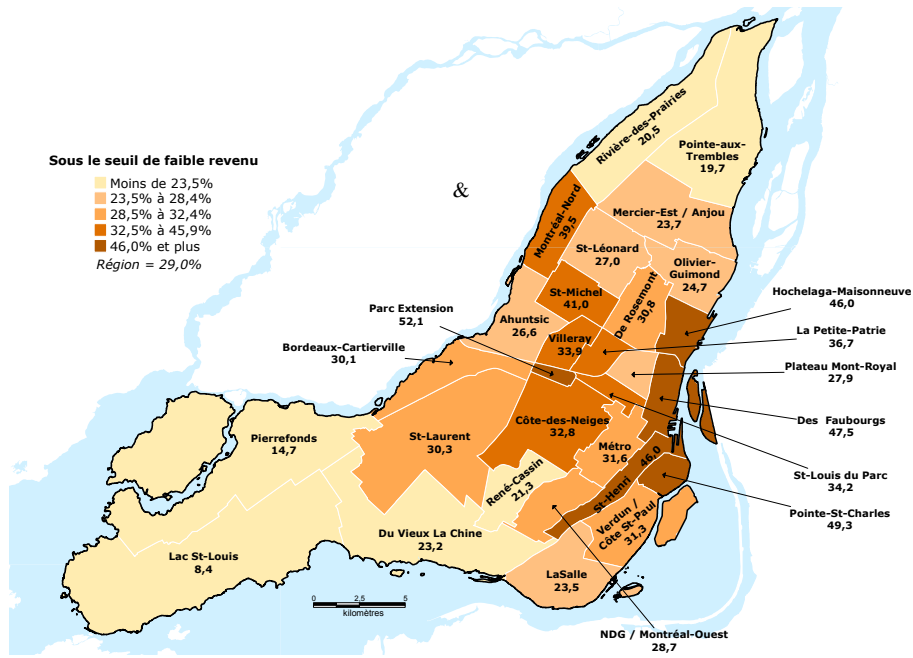 Sous le seuil de faible revenu
Moins de 23,5%
23,5% à 28,4%
28,5% à 32,4%
32,5% à 45,9%
46,0% et plus
Région = 29,0%
&
Rivière-des-Prairies
20,5
Pointe-aux-
Trembles
19,7
Montréal-Nord
39,5
Mercier-Est / Anjou
23,7
St-Léonard
27,0
Olivier-
Guimond
24,7
St-Michel
41,0
De Rosemont
30,8
Hochelaga-Maisonneuve
46,0
Parc Extension
52,1
Ahuntsic
26,6
La Petite-Patrie
36,7
Bordeaux-Cartierville
30,1
Villeray
33,9
Plateau Mont-Royal
27,9
Pierrefonds
14,7
St-Laurent
30,3
Côte-des-Neiges
32,8
Des Faubourgs
47,5
Métro
31,6
St-Louis du Parc
34,2
René-Cassin
21,3
St-Henri
46,0
Pointe-St-Charles
49,3
Verdun /
Côte St-Paul
31,3
Du Vieux La Chine
23,2
Lac St-Louis
8,4
LaSalle
23,5
0 2,5 5
kilomètres
NDG / Montréal-Ouest
28,7